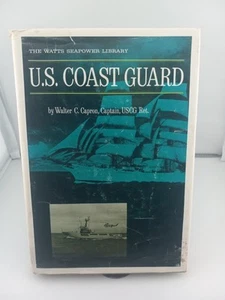 THE WATTS SEAPOWER LIBRARY
U.S. COAST GUARD
by Walter C. Capron, Captain, USCG Ret.